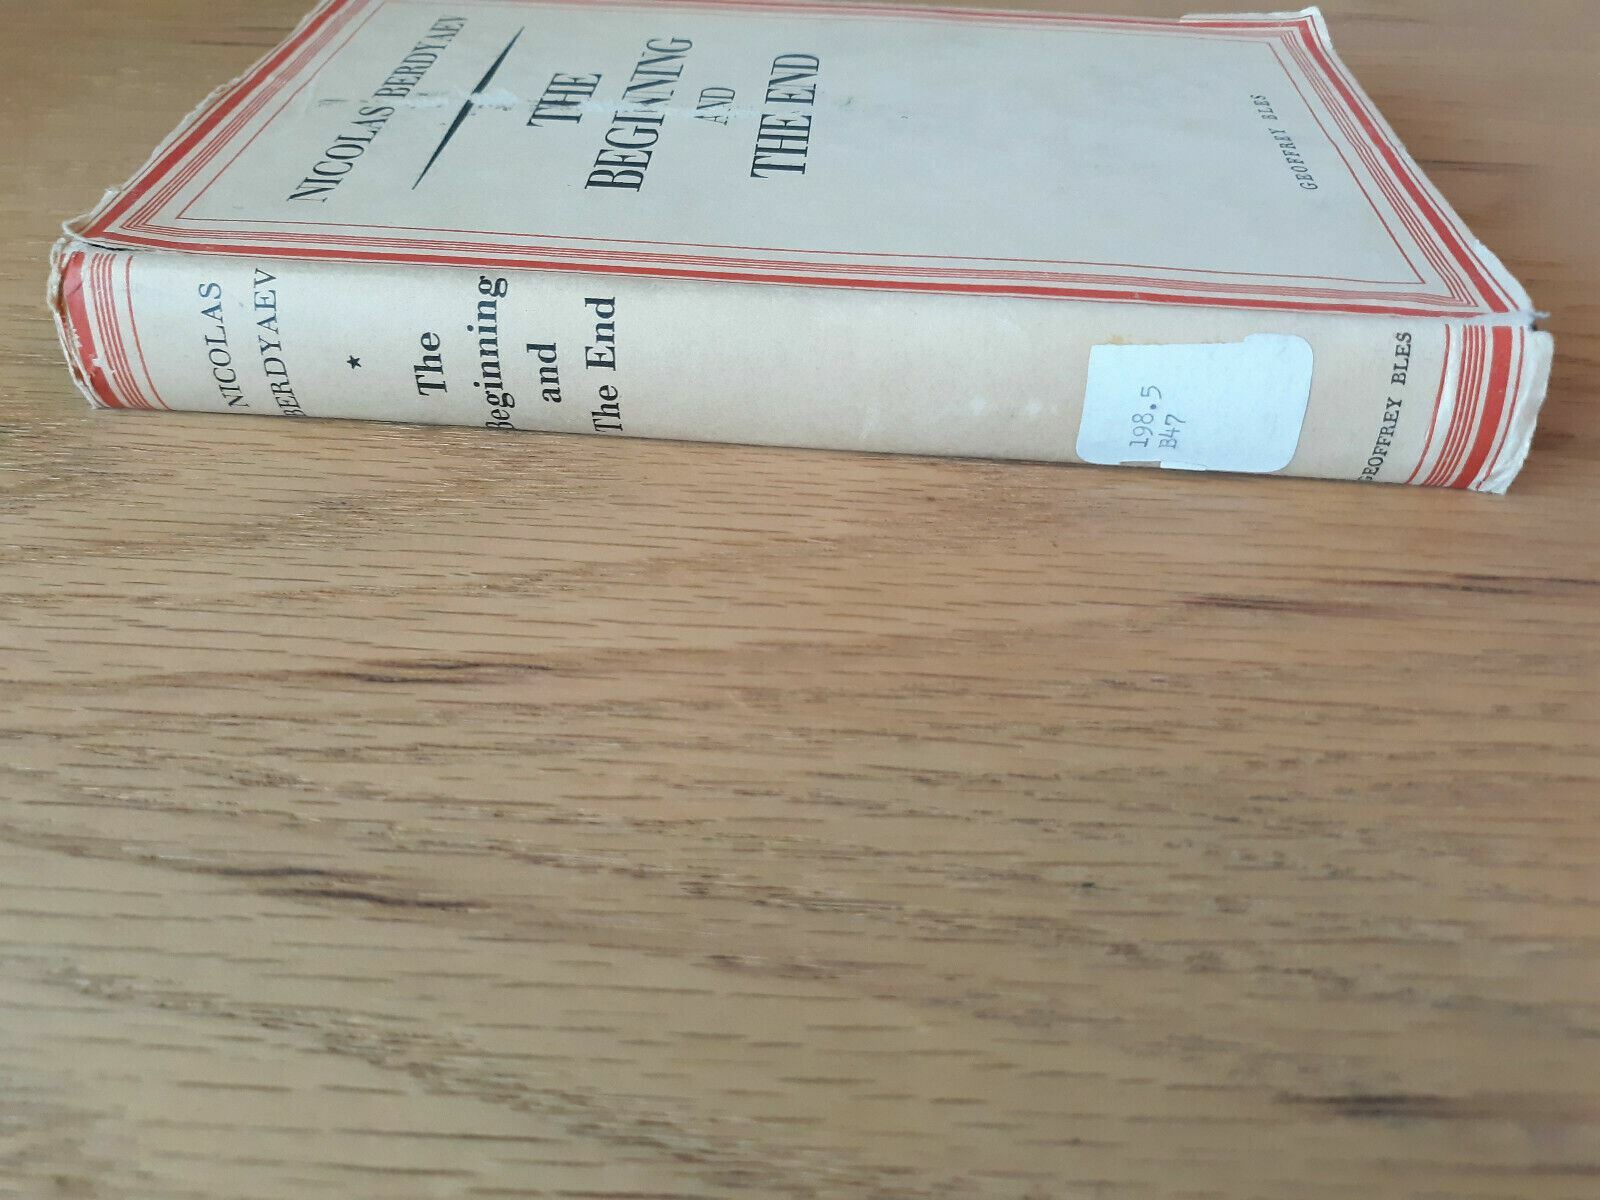 NICOLAS BERDYAEV
THE
BEGINNING
AND
THE END
GEOFFREY BLES
NICOLAS
BERDYAEV
The
Beginning
and
The End
198.5
B47
GEOFFREY BLES